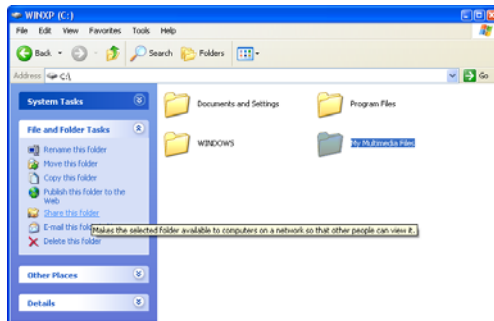 WINXP (C:)
File Edit View Favorites Tools Help
Back Search Folders
Address C:\ Go
System Tasks
Documents and Settings Program Files
File and Folder Tasks
WINDOWS My Multimedia Files
Rename this folder
Move this folder
Copy this folder
Publish this folder to the
Web
Share this folder
E-mail this fold
Makes the selected folder available to computers on a network so that other people can view it.
Delete this folder
Other Places
Details